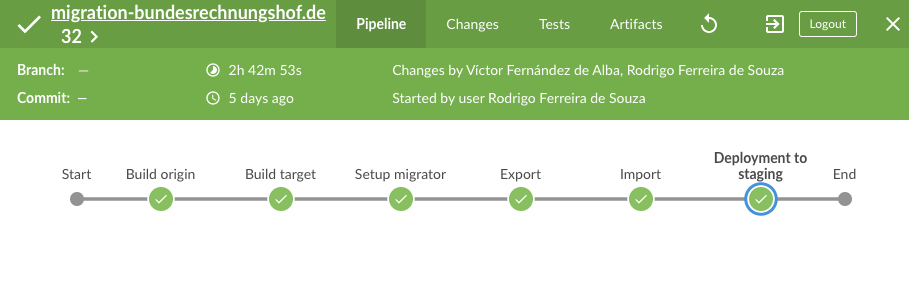 migration-bundesrechnungshof.de
32
Pipeline
Changes
Tests
Artifacts
Logout
Branch: —
2h 42m 53s
Changes by Víctor Fernández de Alba, Rodrigo Ferreira de Souza
Commit: —
5 days ago
Started by user Rodrigo Ferreira de Souza
Start
Build origin
Build target
Setup migrator
Export
Import
Deployment to
staging
End